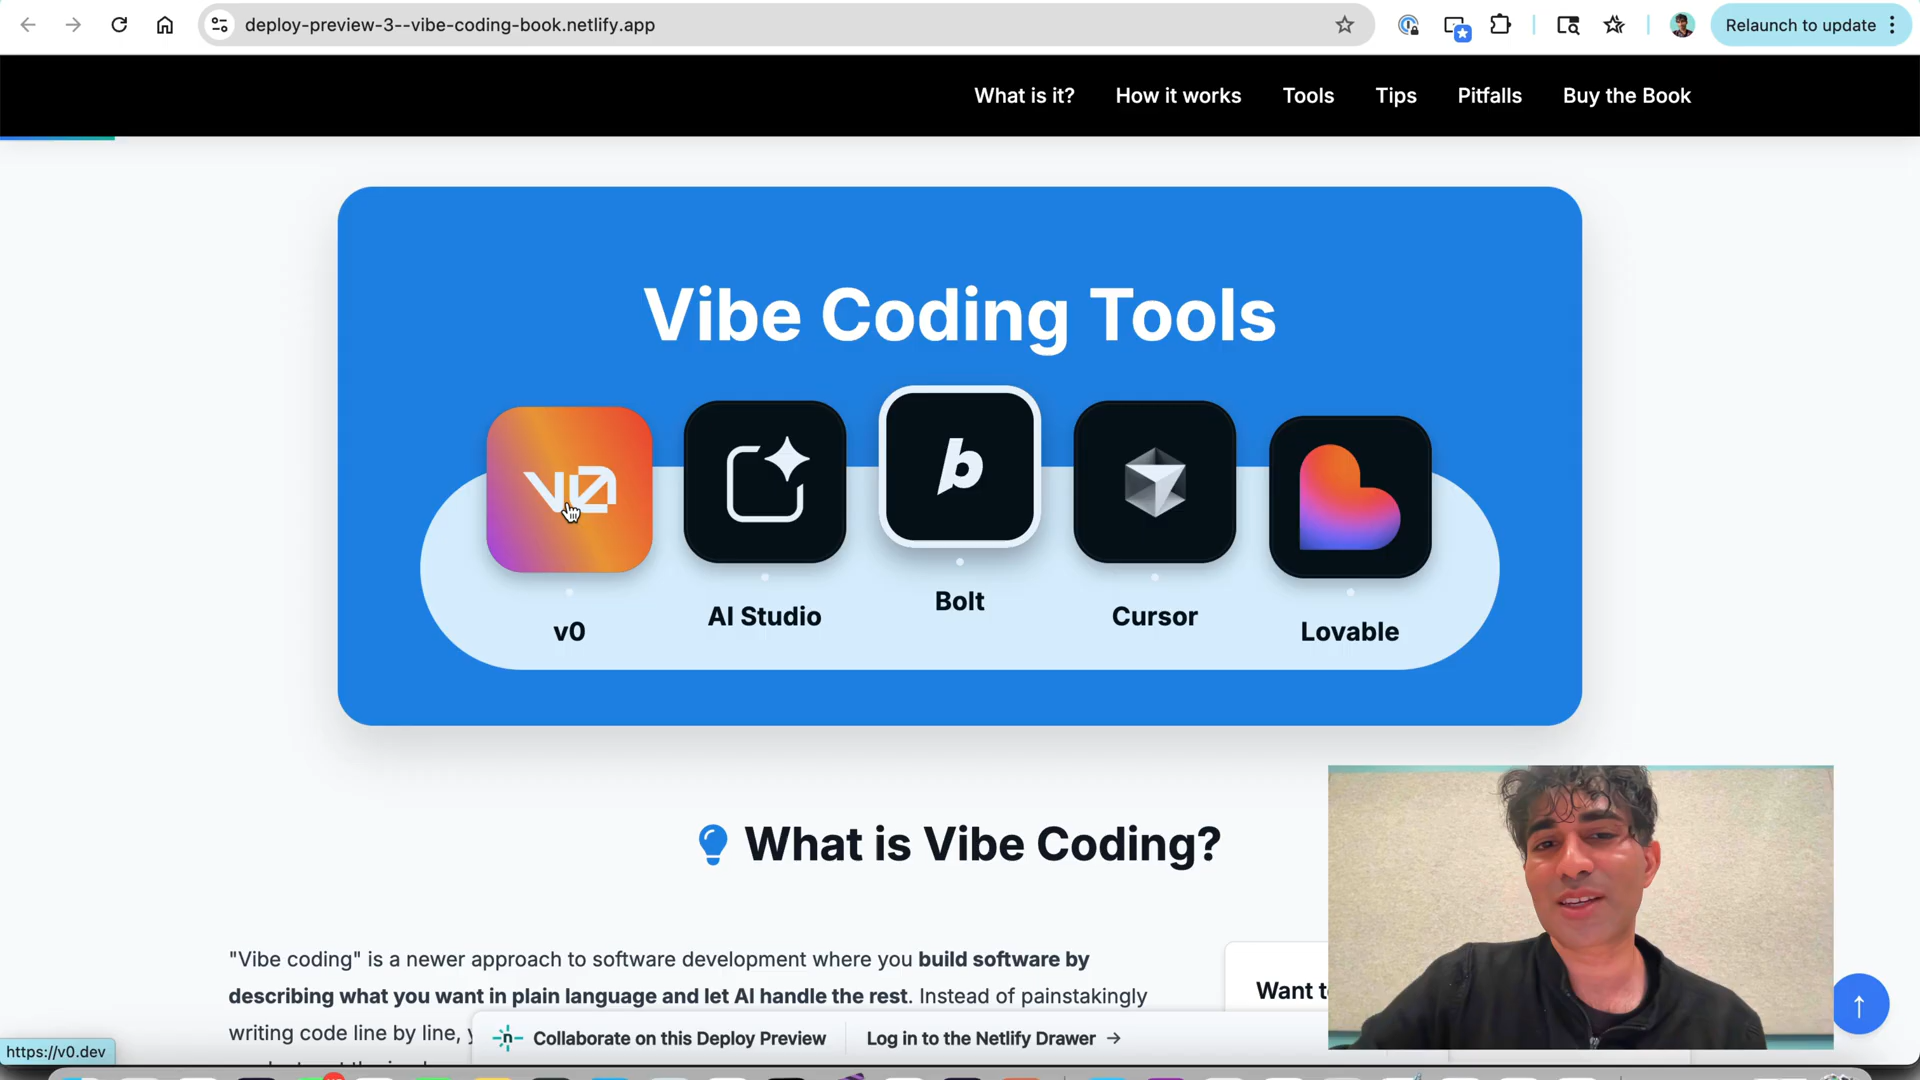 deploy-preview-3--vibe-coding-book.netlify.app
Relaunch to update
What is it?
How it works
Tools
Tips
Pitfalls
Buy the Book
Vibe Coding Tools
v0
b
v0
AI Studio
Bolt
Cursor
Lovable
What is Vibe Coding?
"Vibe coding" is a newer approach to software development where you build software by
describing what you want in plain language and let AI handle the rest. Instead of painstakingly
writing code line by line,
Want
Collaborate on this Deploy Preview
Log in to the Netlify Drawer →
https://v0.dev